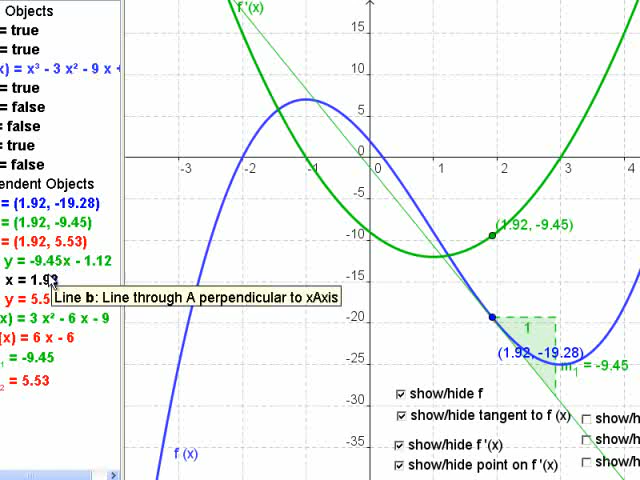 Objects
= true
= true
x) = x³ - 3 x² - 9 x +
= true
= false
= false
= true
= false
endent Objects
= (1.92, -19.28)
= (1.92, -9.45)
= (1.92, 5.53)
y = -9.45x - 1.12
x = 1.93
y = 5.5
Line b: Line through A perpendicular to xAxis
x) = 3 x² - 6 x - 9
(x) = 6 x - 6
1 = -9.45
2 = 5.53
f '(x)
15
10
5
0
-3 -2 -1 0 1 2 3 4
-5
(1.92, -9.45)
-10
-15
-20
1
(1.92, -19.28)
-25
m1 = -9.45
-30
show/hide f
show/hide tangent to f (x)
show/h
-35
show/hide f '(x)
show/h
f (x)
show/hide point on f '(x)
show/h